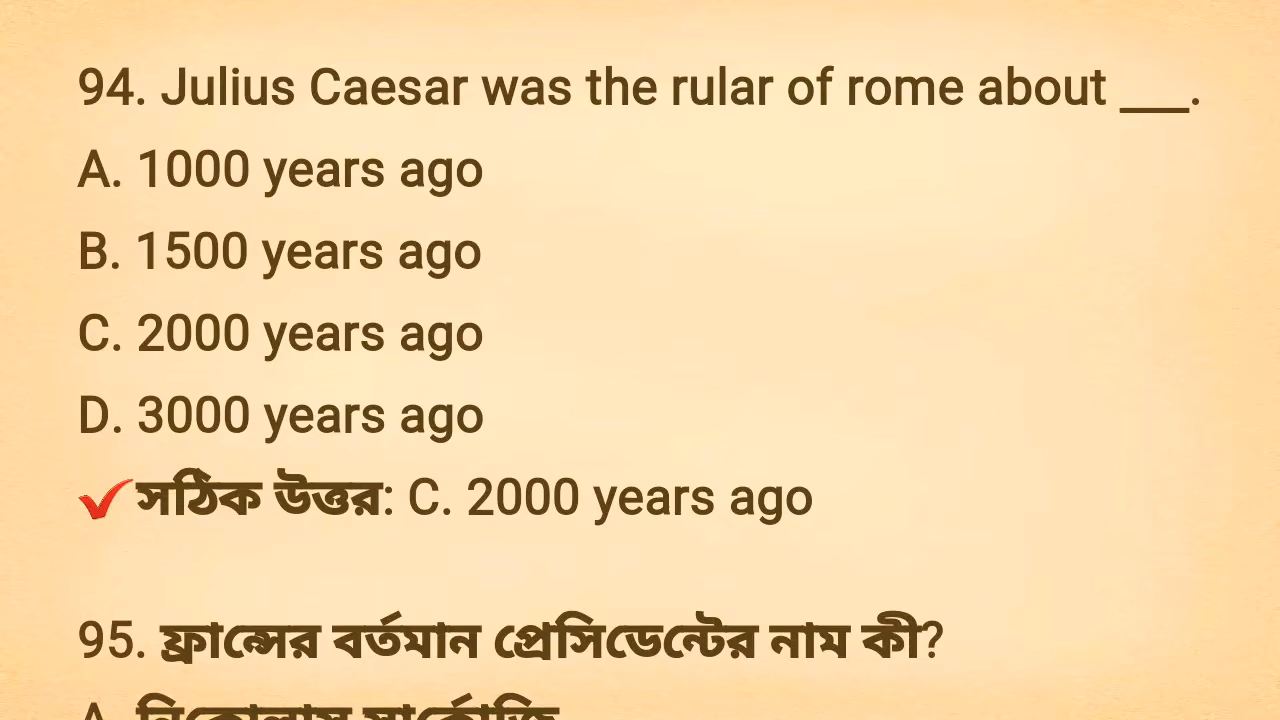 94. Julius Caesar was the rular of rome about ___.
A. 1000 years ago
B. 1500 years ago
C. 2000 years ago
D. 3000 years ago
✔সঠিক উত্তর: C. 2000 years ago
95. ফ্রান্সের বর্তমান প্রেসিডেন্টের নাম কী?
A. নিকোলাস সার্কোজি